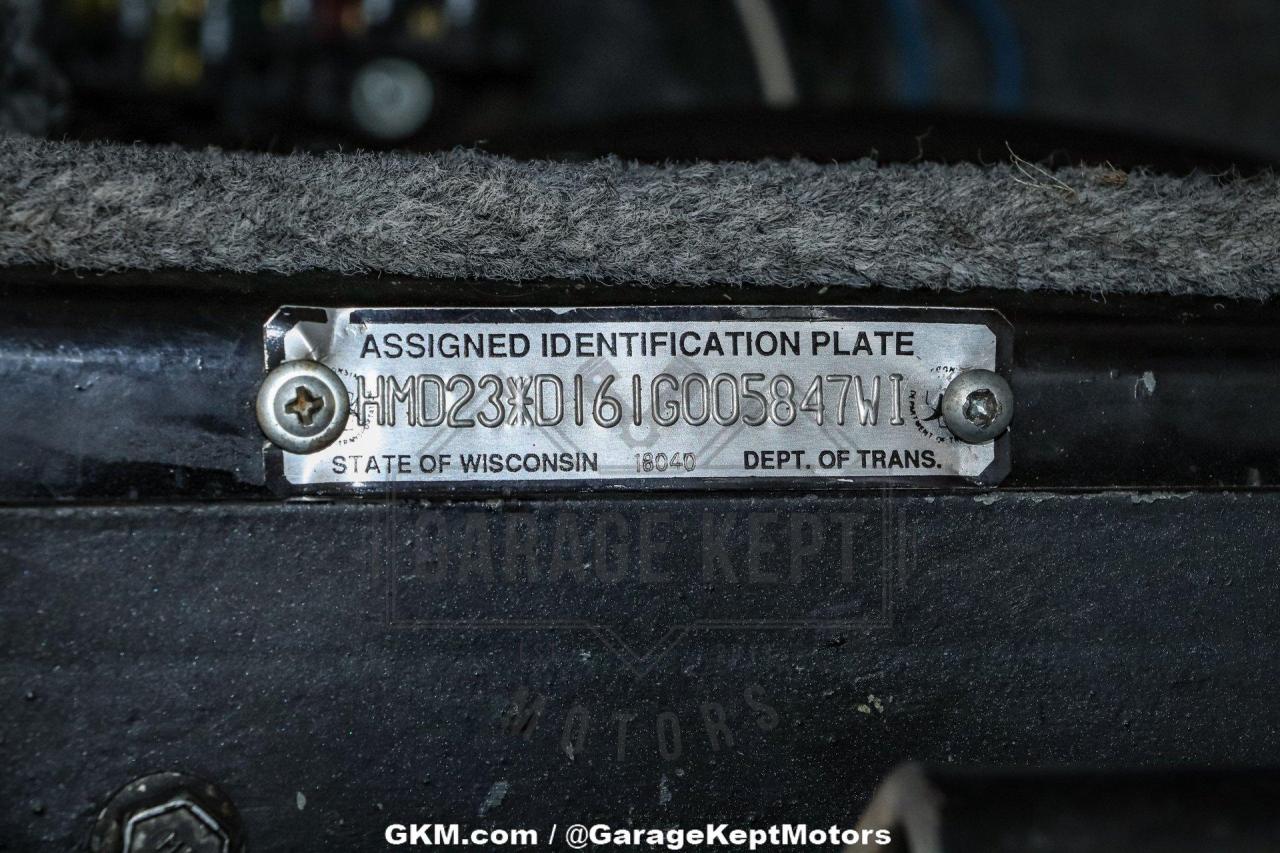 ASSIGNED IDENTIFICATION PLATE
HMD23*D161G005847WI
STATE OF WISCONSIN 18040 DEPT. OF TRANS.
GARAGE KEPT
MOTORS
GKM.com / @GarageKeptMotors